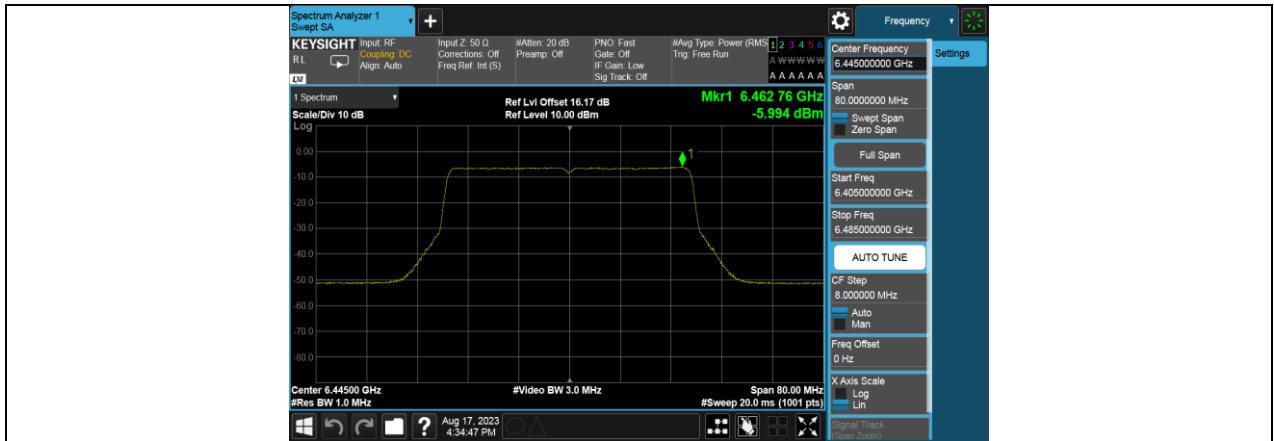 Spectrum Analyzer 1
Swept SA
Frequency
KEYSIGHT
RL
LXI
Input: RF
Coupling: DC
Align: Auto
Input Z: 50 Ω
Corrections: Off
Freq Ref: Int (S)
#Atten: 20 dB
Preamp: Off
PNO: Fast
Gate: Off
IF Gain: Low
Sig Track: Off
#Avg Type: Power (RMS
Trig: Free Run
1 2 3 4 5 6
A W W W W W
A A A A A A
1 Spectrum
Scale/Div 10 dB
Log
Ref Lvl Offset 16.17 dB
Ref Level 10.00 dBm
Mkr1 6.462 76 GHz
-5.994 dBm
1
0.00
-10.0
-20.0
-30.0
-40.0
-50.0
-60.0
-70.0
-80.0
Center 6.44500 GHz
#Res BW 1.0 MHz
#Video BW 3.0 MHz
Span 80.00 MHz
#Sweep 20.0 ms (1001 pts)
?
Aug 17, 2023
4:34:47 PM
Center Frequency
6.445000000 GHz
Settings
Span
80.0000000 MHz
Swept Span
Zero Span
Full Span
Start Freq
6.405000000 GHz
Stop Freq
6.485000000 GHz
AUTO TUNE
CF Step
8.000000 MHz
Auto
Man
Freq Offset
0 Hz
X Axis Scale
Log
Lin
Signal Track
(Span Zoom)